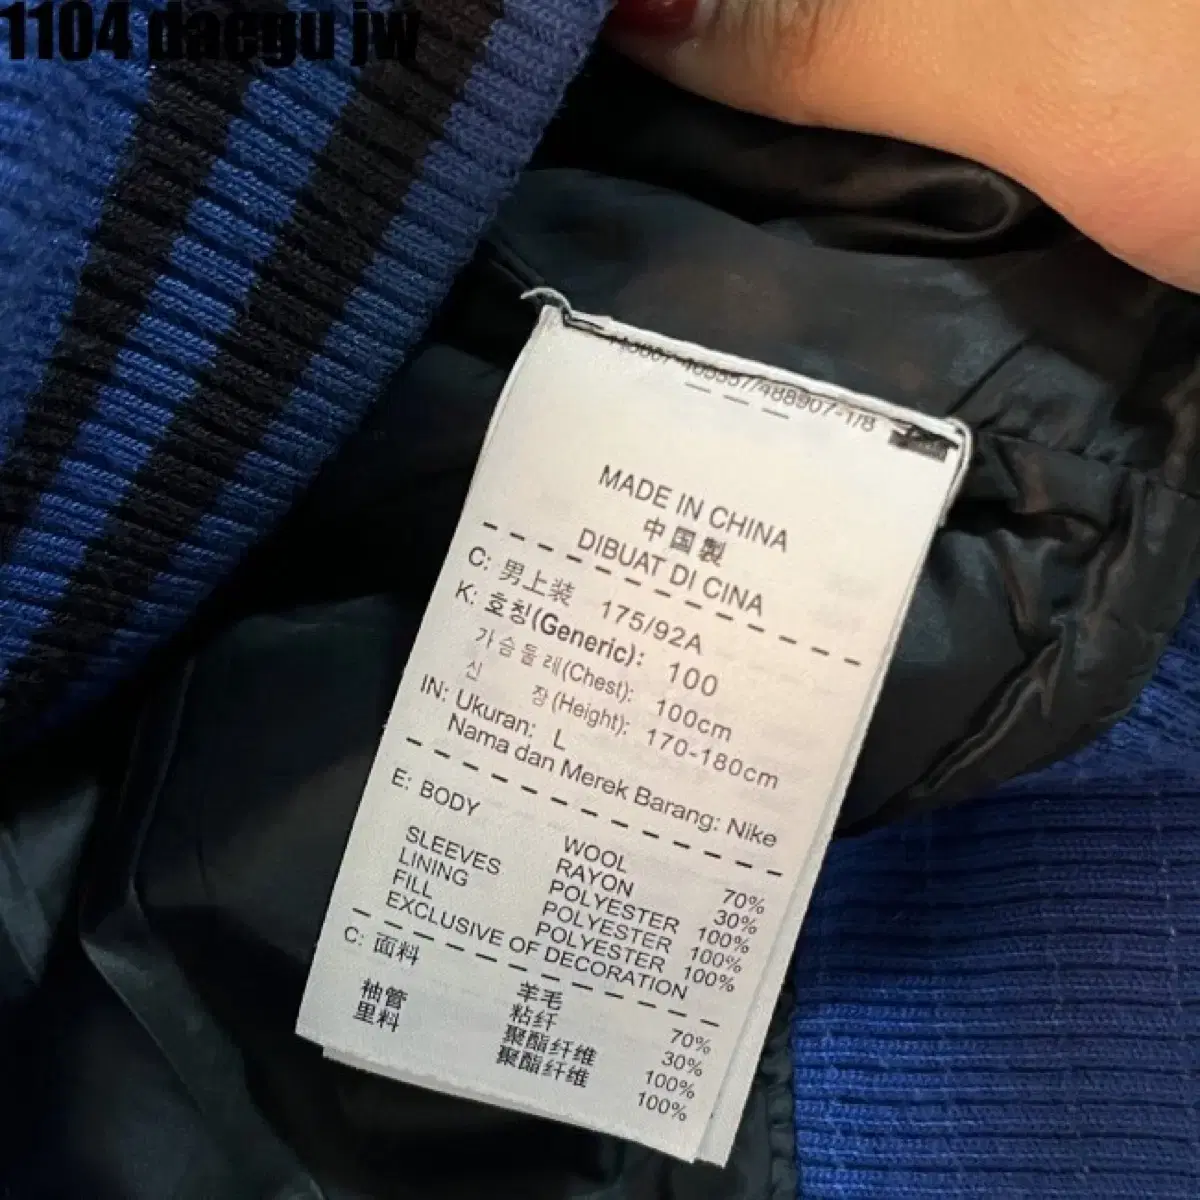 1104 daegu jw
/488907-1/8
MADE IN CHINA
中国製
DIBUAT DI CINA
C: 男上装 175/92A
K: 호칭(Generic): 100
가슴둘레(Chest): 100cm
신 장(Height): 170-180cm
IN: Ukuran: L
Nama dan Merek Barang: Nike
E: BODY WOOL 70%
RAYON 30%
SLEEVES POLYESTER 100%
LINING POLYESTER 100%
FILL POLYESTER 100%
EXCLUSIVE OF DECORATION
C: 面料 羊毛 70%
粘纤 30%
袖管 聚酯纤维 100%
里料 聚酯纤维 100%